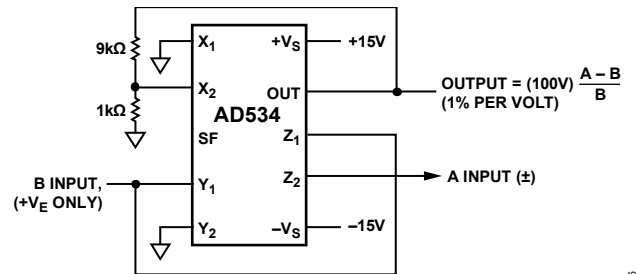 9kΩ
1kΩ
X1
X2
SF
Y1
Y2
AD534
+VS
OUT
Z1
Z2
–VS
+15V
–15V
OUTPUT = (100V) A – B / B
(1% PER VOLT)
B INPUT,
(+VE ONLY)
A INPUT (±)